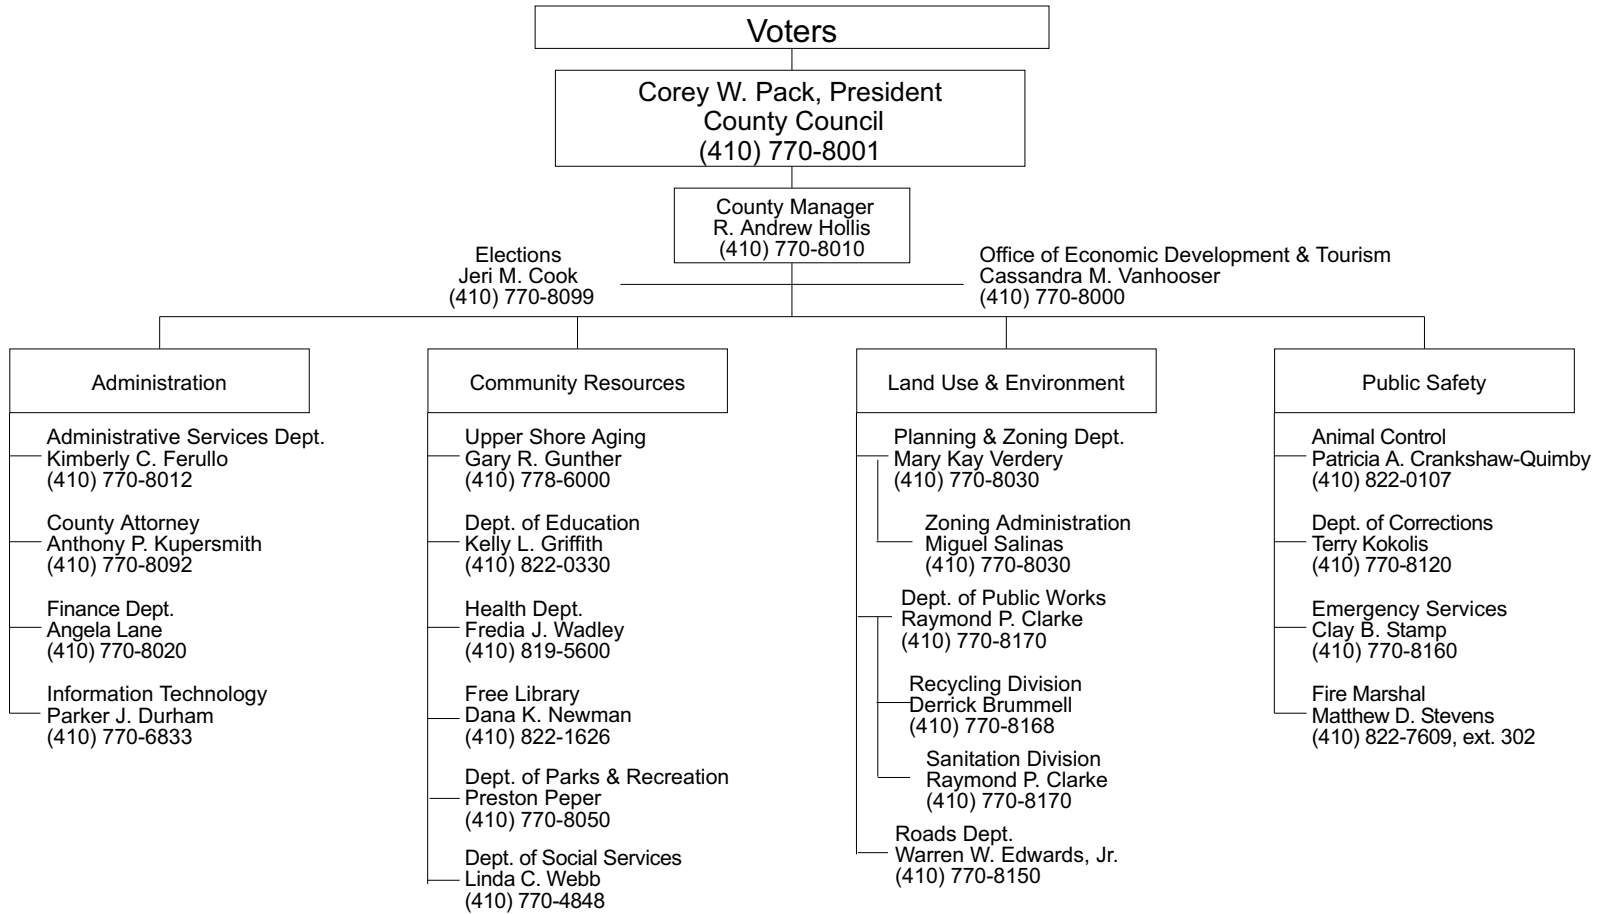 Voters
Corey W. Pack, President
County Council
(410) 770-8001
County Manager
R. Andrew Hollis
(410) 770-8010
Elections
Jeri M. Cook
(410) 770-8099
Office of Economic Development & Tourism
Cassandra M. Vanhooser
(410) 770-8000
Administration
Administrative Services Dept.
Kimberly C. Ferullo
(410) 770-8012
County Attorney
Anthony P. Kupersmith
(410) 770-8092
Finance Dept.
Angela Lane
(410) 770-8020
Information Technology
Parker J. Durham
(410) 770-6833
Community Resources
Upper Shore Aging
Gary R. Gunther
(410) 778-6000
Dept. of Education
Kelly L. Griffith
(410) 822-0330
Health Dept.
Fredia J. Wadley
(410) 819-5600
Free Library
Dana K. Newman
(410) 822-1626
Dept. of Parks & Recreation
Preston Peper
(410) 770-8050
Dept. of Social Services
Linda C. Webb
(410) 770-4848
Land Use & Environment
Planning & Zoning Dept.
Mary Kay Verdery
(410) 770-8030
Zoning Administration
Miguel Salinas
(410) 770-8030
Dept. of Public Works
Raymond P. Clarke
(410) 770-8170
Recycling Division
Derrick Brummell
(410) 770-8168
Sanitation Division
Raymond P. Clarke
(410) 770-8170
Roads Dept.
Warren W. Edwards, Jr.
(410) 770-8150
Public Safety
Animal Control
Patricia A. Crankshaw-Quimby
(410) 822-0107
Dept. of Corrections
Terry Kokolis
(410) 770-8120
Emergency Services
Clay B. Stamp
(410) 770-8160
Fire Marshal
Matthew D. Stevens
(410) 822-7609, ext. 302